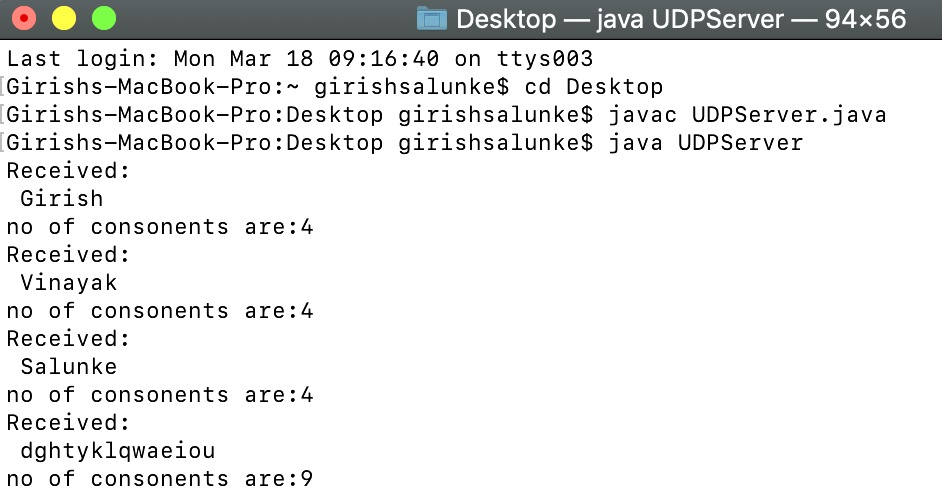 Desktop — java UDPServer — 94×56
Last login: Mon Mar 18 09:16:40 on ttys003
[Girishs-MacBook-Pro:~ girishsalunke$ cd Desktop
[Girishs-MacBook-Pro:Desktop girishsalunke$ javac UDPServer.java
[Girishs-MacBook-Pro:Desktop girishsalunke$ java UDPServer
Received:
 Girish
no of consonents are:4
Received:
 Vinayak
no of consonents are:4
Received:
 Salunke
no of consonents are:4
Received:
 dghtyklqwaeiou
no of consonents are:9